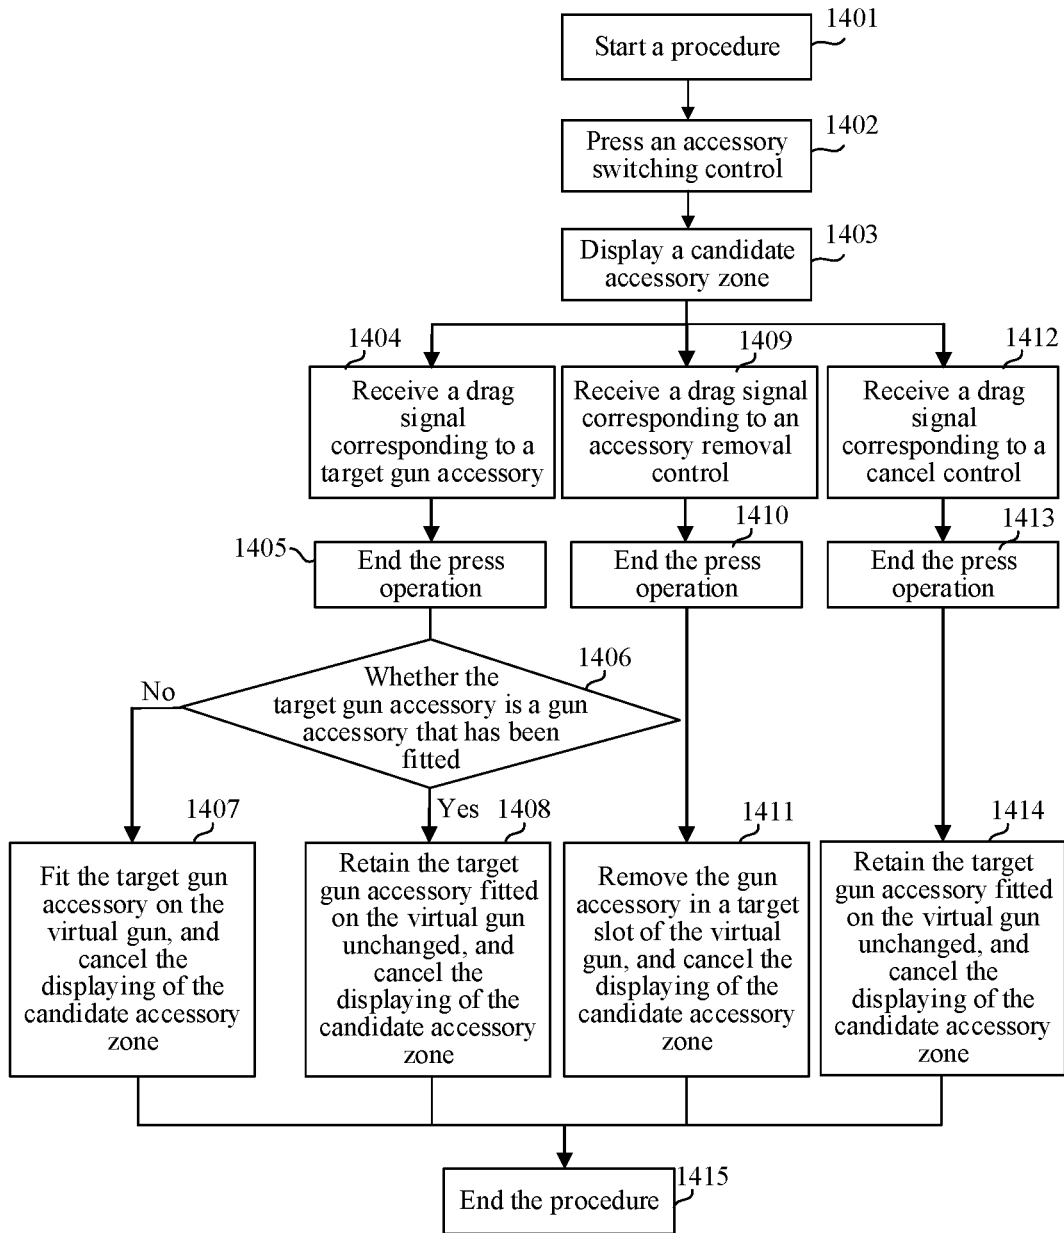 1401
Start a procedure
1402
Press an accessory
switching control
1403
Display a candidate
accessory zone
1404
Receive a drag
signal
corresponding to a
target gun accessory
1409
Receive a drag signal
corresponding to an
accessory removal
control
1412
Receive a drag
signal
corresponding to a
cancel control
1405
End the press
operation
1410
End the press
operation
1413
End the press
operation
1406
Whether the
target gun accessory is a gun
accessory that has been
fitted
No
Yes
1407
Fit the target gun
accessory on the
virtual gun, and
cancel the
displaying of the
candidate accessory
zone
1408
Retain the target
gun accessory fitted
on the virtual gun
unchanged, and
cancel the
displaying of the
candidate accessory
zone
1411
Remove the gun
accessory in a target
slot of the virtual
gun, and cancel the
displaying of the
candidate accessory
zone
1414
Retain the target
gun accessory fitted
on the virtual gun
unchanged, and
cancel the
displaying of the
candidate accessory
zone
1415
End the procedure